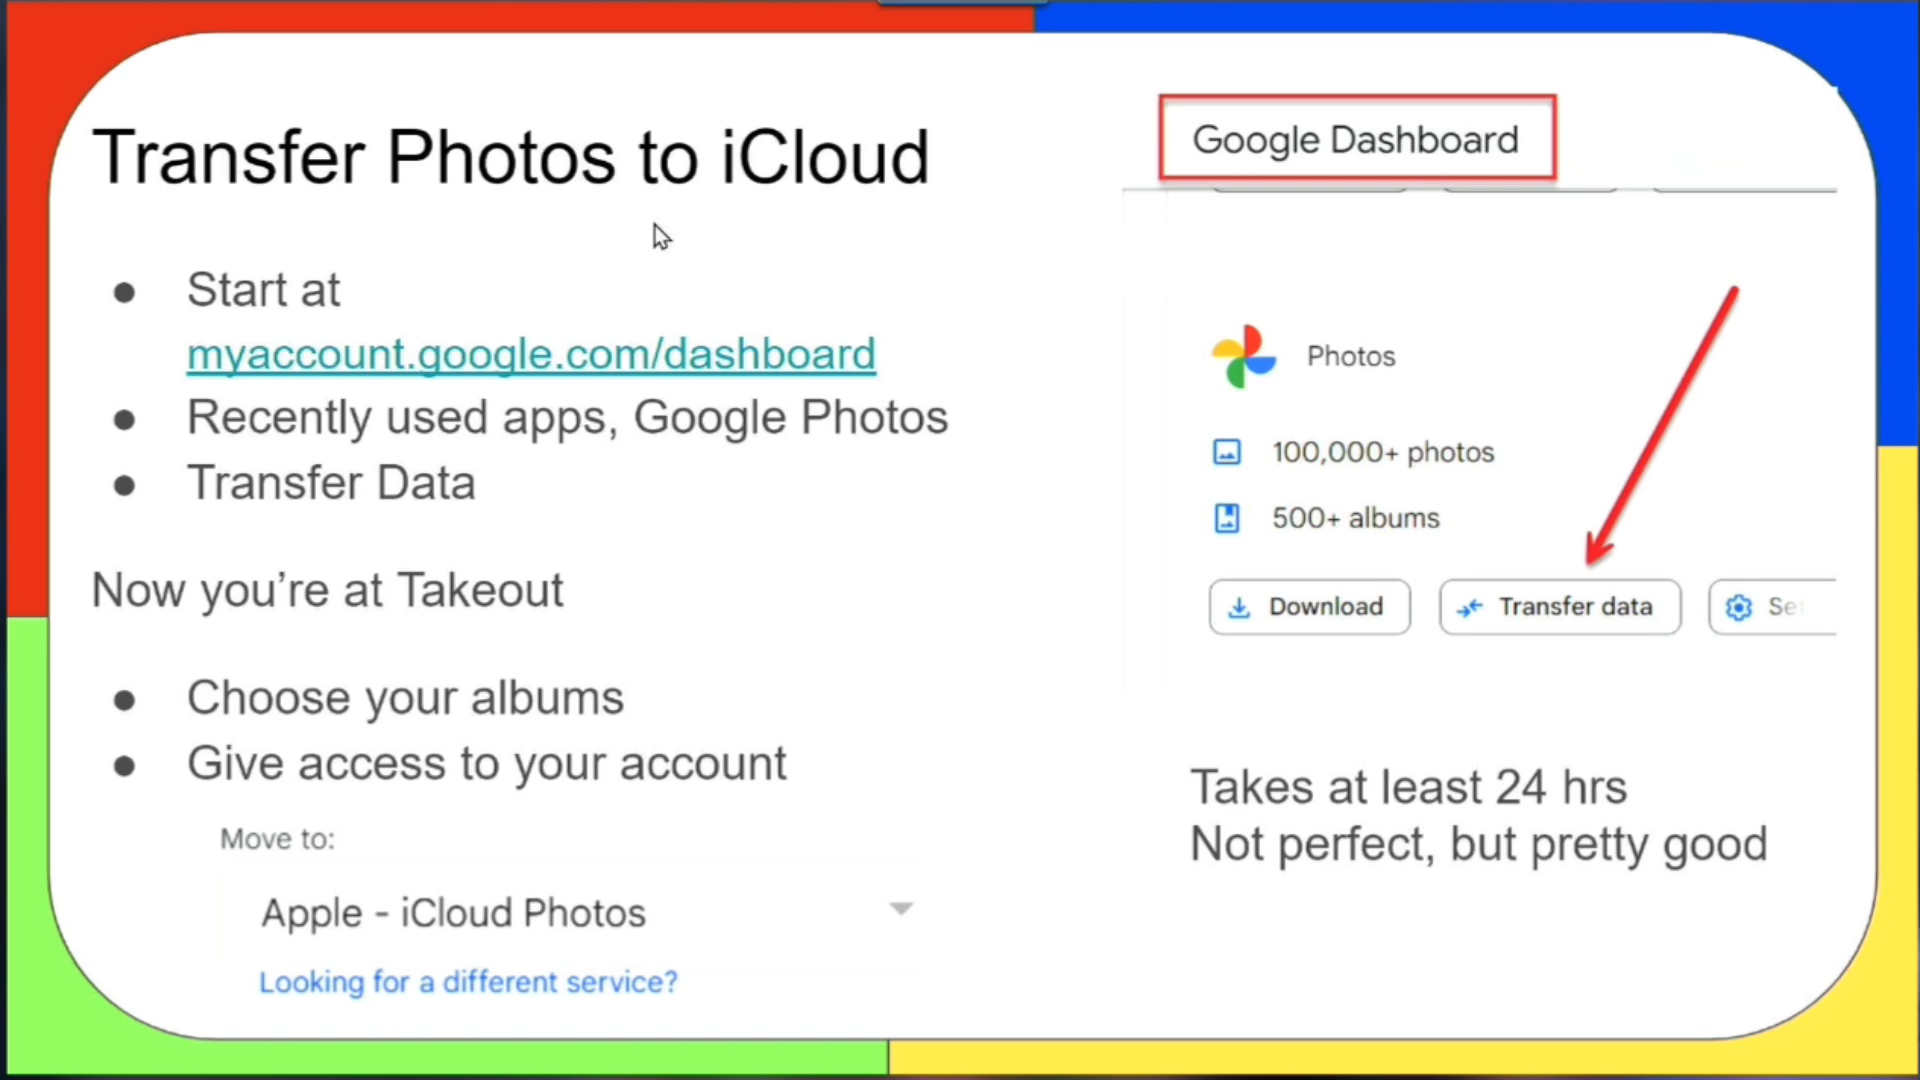 Transfer Photos to iCloud
Start at
myaccount.google.com/dashboard
Recently used apps, Google Photos
Transfer Data
Now you’re at Takeout
Choose your albums
Give access to your account
Move to:
Apple - iCloud Photos
Looking for a different service?
Google Dashboard
Photos
100,000+ photos
500+ albums
Download
Transfer data
Takes at least 24 hrs
Not perfect, but pretty good